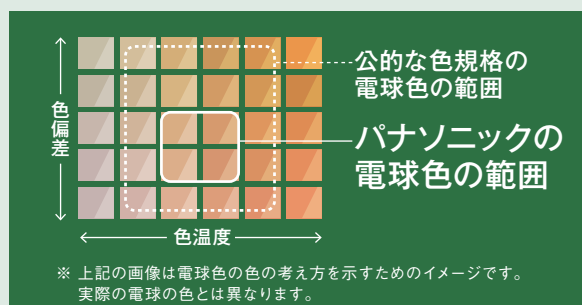 公的な色規格の
電球色の範囲
パナソニックの
電球色の範囲
色偏差
色温度
※ 上記の画像は電球色の色の考え方を示すためのイメージです。
実際の電球の色とは異なります。